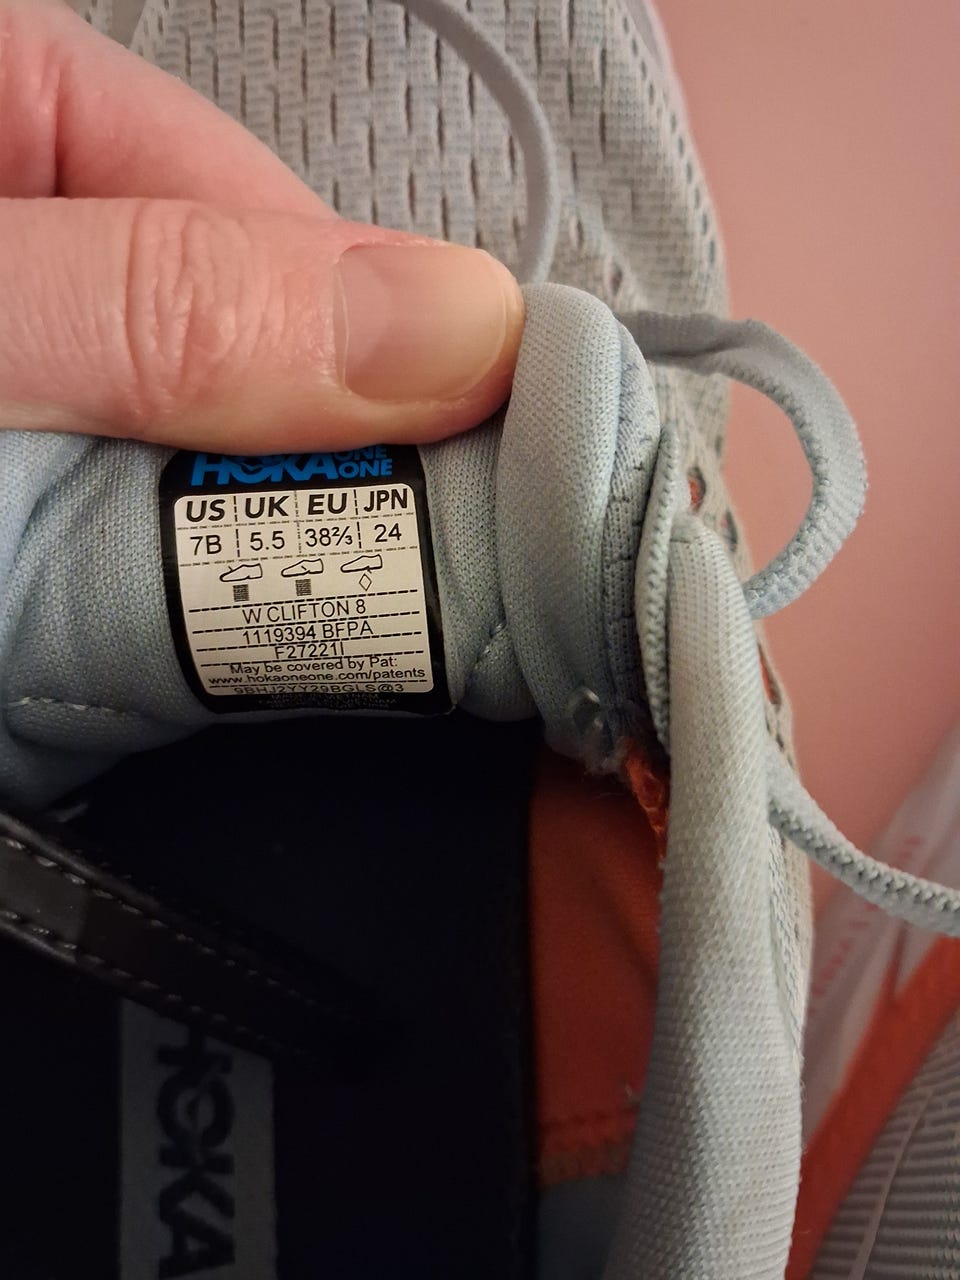 HOKA ONE ONE
US UK EU JPN
7B 5.5 38⅔ 24
W CLIFTON 8
1119394 BFPA
F27221I
May be covered by Pat:
www.hokaoneone.com/patents
9BHJ2YY29BGLS@3
HOKA